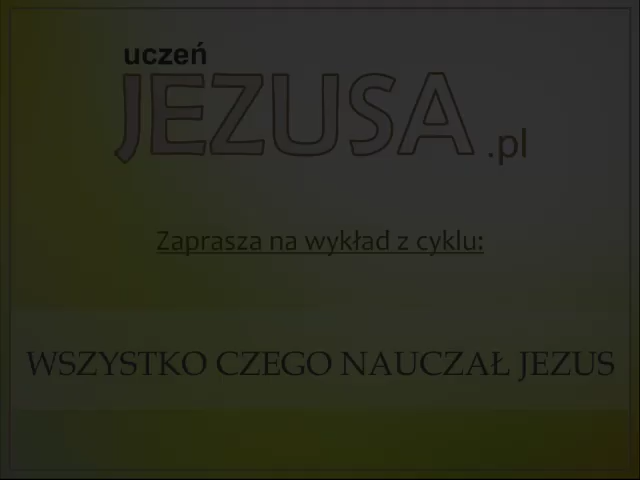 uczeń
JEZUSA.pl
Zaprasza na wykład z cyklu:
WSZYSTKO CZEGO NAUCZAŁ JEZUS